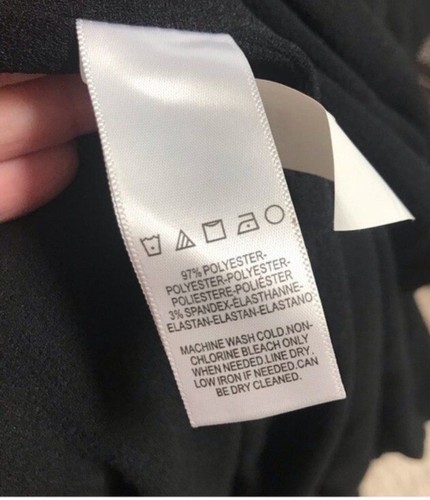 97% POLYESTER-
POLYESTER-POLYESTER-
POLIESTERE-POLIÉSTER
3% SPANDEX-ÉLASTHANNE-
ELASTAN-ELASTAN-ELASTANO
MACHINE WASH COLD.NON-
CHLORINE BLEACH ONLY
WHEN NEEDED.LINE DRY.
LOW IRON IF NEEDED.CAN
BE DRY CLEANED.